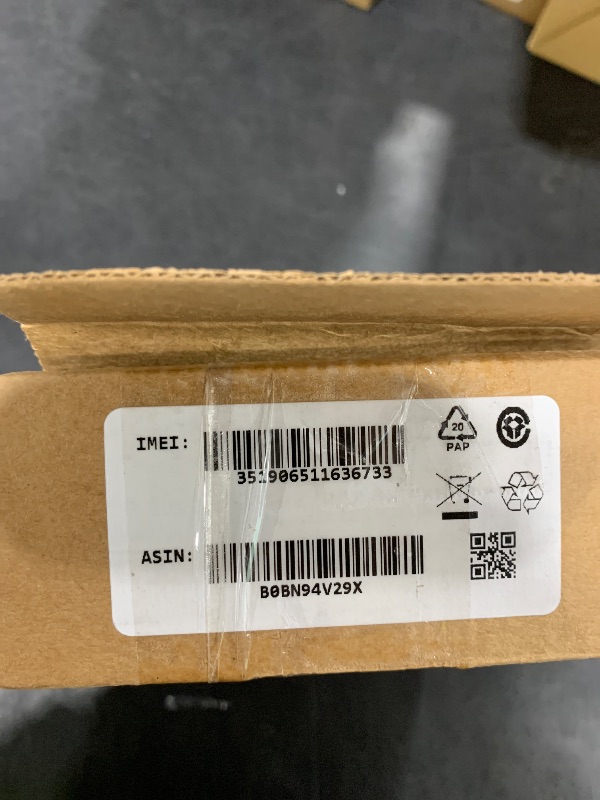 IMEI:
351906511636733
20
PAP
ASIN:
B0BN94V29X